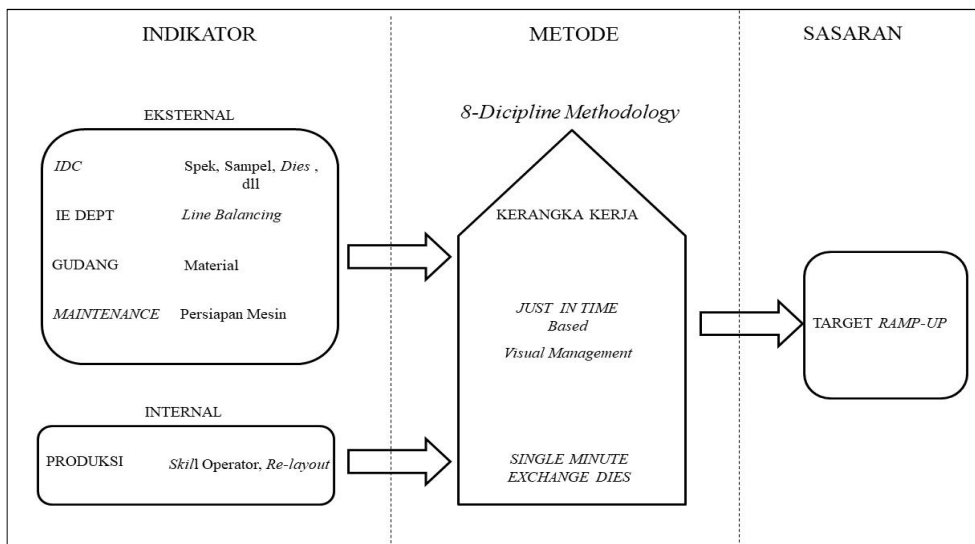 INDIKATOR
METODE
SASARAN
EKSTERNAL
IDC Spek, Sampel, Dies , dll
IE DEPT Line Balancing
GUDANG Material
MAINTENANCE Persiapan Mesin
INTERNAL
PRODUKSI Skill Operator, Re-layout
8-Dicipline Methodology
KERANGKA KERJA
JUST IN TIME
Based
Visual Management
SINGLE MINUTE
EXCHANGE DIES
TARGET RAMP-UP